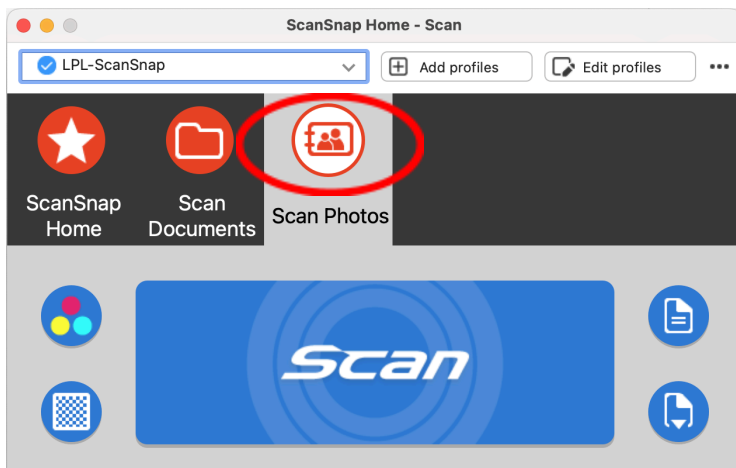 ScanSnap Home - Scan
LPL-ScanSnap
Add profiles
Edit profiles
ScanSnap
Home
Scan
Documents
Scan Photos
Scan